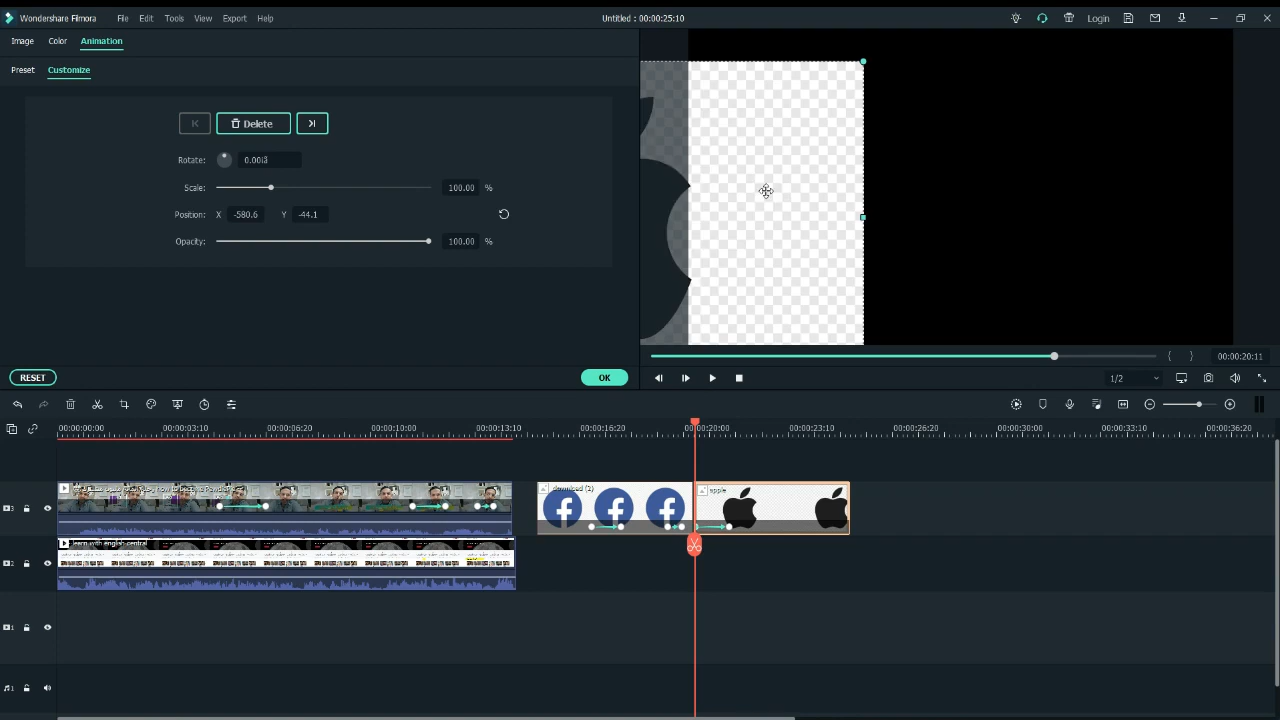 Wondershare Filmora File Edit Tools View Export Help Untitled : 00:00:25:10 Login
Image Color Animation
Preset Customize
Delete
Rotate: 0.00
Scale: 100.00 %
Position: X -580.6 Y -44.1
Opacity: 100.00 %
RESET OK
00:00:20:11
1/2
00:00:00:00 00:00:03:10 00:00:06:20 00:00:10:00 00:00:13:10 00:00:16:20 00:00:20:00 00:00:23:10 00:00:26:20 00:00:30:00 00:00:33:10 00:00:36:20
download (2) apple
3
learn with english central
2
1
1